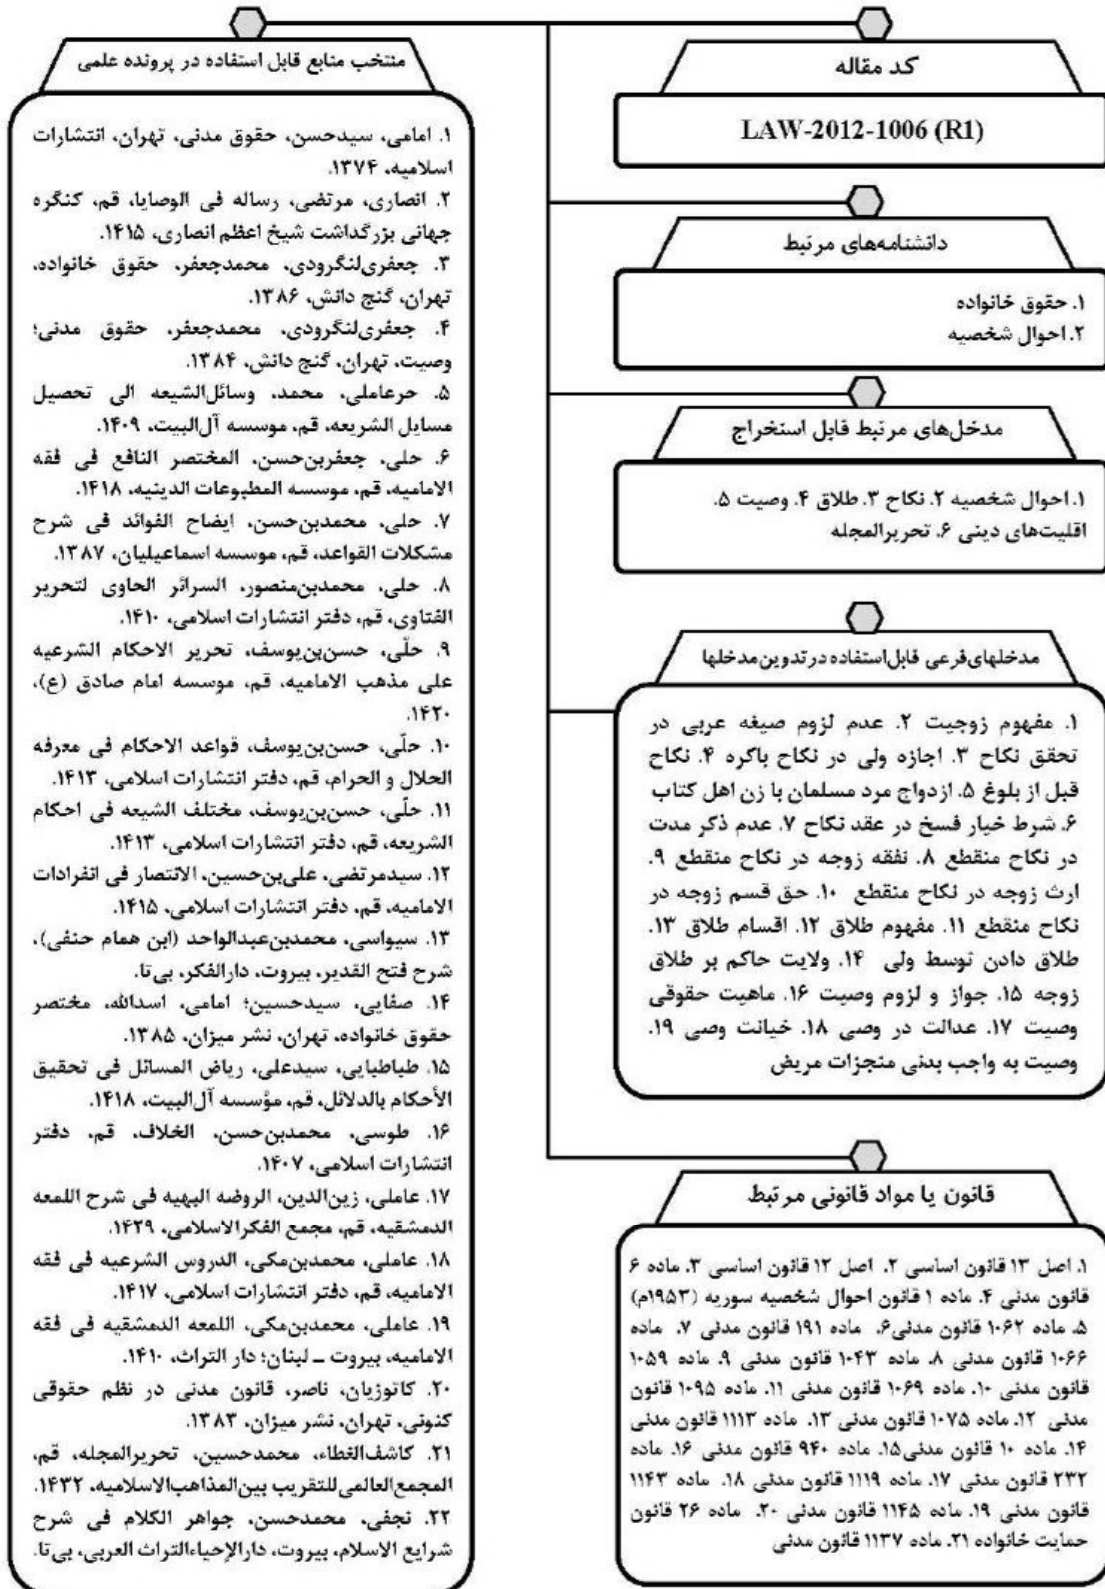 کد مقاله
LAW-2012-1006 (R1)
دانشنامه‌های مرتبط
۱. حقوق خانواده
۲. احوال شخصیه
مدخل‌های مرتبط قابل استخراج
۱. احوال شخصیه ۲. نکاح ۳. طلاق ۴. وصیت ۵.
اقلیت‌های دینی ۶. تحریرالمجله
مدخلهای فرعی قابل‌استفاده در تدوین مدخلها
۱. مفهوم زوجیت ۲. عدم لزوم صیغه عربی در
تحقق نکاح ۳. اجازه ولی در نکاح باکره ۴. نکاح
قبل از بلوغ ۵. ازدواج مرد مسلمان با زن اهل کتاب
۶. شرط خیار فسخ در عقد نکاح ۷. عدم ذکر مدت
در نکاح منقطع ۸. نفقه زوجه در نکاح منقطع ۹.
ارث زوجه در نکاح منقطع ۱۰. حق قسم زوجه در
نکاح منقطع ۱۱. مفهوم طلاق ۱۲. اقسام طلاق ۱۳.
طلاق دادن توسط ولی ۱۴. ولایت حاکم بر طلاق
زوجه ۱۵. جواز و لزوم وصیت ۱۶. ماهیت حقوقی
وصیت ۱۷. عدالت در وصی ۱۸. خیانت وصی ۱۹.
وصیت به واجب بدنی منجزات مریض
قانون یا مواد قانونی مرتبط
۱. اصل ۱۳ قانون اساسی ۲. اصل ۱۲ قانون اساسی ۳. ماده ۶
قانون مدنی ۴. ماده ۱ قانون احوال شخصیه سوریه (۱۹۵۳م)
۵. ماده ۱۰۶۲ قانون مدنی۶. ماده ۱۹۱ قانون مدنی ۷. ماده
۱۰۶۶ قانون مدنی ۸. ماده ۱۰۴۳ قانون مدنی ۹. ماده ۱۰۵۹
قانون مدنی ۱۰. ماده ۱۰۶۹ قانون مدنی ۱۱. ماده ۱۰۹۵ قانون
مدنی ۱۲. ماده ۱۰۷۵ قانون مدنی ۱۳. ماده ۱۱۱۳ قانون مدنی
۱۴. ماده ۱۰ قانون مدنی۱۵. ماده ۹۴۰ قانون مدنی ۱۶. ماده
۲۳۲ قانون مدنی ۱۷. ماده ۱۱۱۹ قانون مدنی ۱۸. ماده ۱۱۴۳
قانون مدنی ۱۹. ماده ۱۱۴۵ قانون مدنی ۲۰. ماده ۲۶ قانون
حمایت خانواده ۲۱. ماده ۱۱۳۷ قانون مدنی
منتخب منابع قابل استفاده در پرونده علمی
۱. امامی، سیدحسن، حقوق مدنی، تهران، انتشارات
اسلامیه، ۱۳۷۴.
۲. انصاری، مرتضی، رساله فی الوصایا، قم، کنگره
جهانی بزرگداشت شیخ اعظم انصاری، ۱۴۱۵.
۳. جعفری‌لنگرودی، محمدجعفر، حقوق خانواده،
تهران، گنج دانش، ۱۳۸۶.
۴. جعفری‌لنگرودی، محمدجعفر، حقوق مدنی؛
وصیت، تهران، گنج دانش، ۱۳۸۴.
۵. حرعاملی، محمد، وسائل‌الشیعه الی تحصیل
مسایل الشریعه، قم، موسسه آل‌البیت، ۱۴۰۹.
۶. حلی، جعفربن‌حسن، المختصر النافع فی فقه
الامامیه، قم، موسسه المطبوعات الدینیه، ۱۴۱۸.
۷. حلی، محمدبن‌حسن، ایضاح الفوائد فی شرح
مشکلات القواعد، قم، موسسه اسماعیلیان، ۱۳۸۷.
۸. حلی، محمدبن‌منصور، السرائر الحاوی لتحریر
الفتاوی، قم، دفتر انتشارات اسلامی، ۱۴۱۰.
۹. حلّی، حسن‌بن‌یوسف، تحریر الاحکام الشرعیه
علی مذهب الامامیه، قم، موسسه امام صادق (ع)،
۱۴۲۰.
۱۰. حلّی، حسن‌بن‌یوسف، قواعد الاحکام فی معرفه
الحلال و الحرام، قم، دفتر انتشارات اسلامی، ۱۴۱۳.
۱۱. حلّی، حسن‌بن‌یوسف، مختلف الشیعه فی احکام
الشریعه، قم، دفتر انتشارات اسلامی، ۱۴۱۳.
۱۲. سیدمرتضی، علی‌بن‌حسین، الانتصار فی انفرادات
الامامیه، قم، دفتر انتشارات اسلامی، ۱۴۱۵.
۱۳. سیواسی، محمدبن‌عبدالواحد (ابن همام حنفی)،
شرح فتح القدیر، بیروت، دارالفکر، بی‌تا.
۱۴. صفایی، سیدحسین؛ امامی، اسدالله، مختصر
حقوق خانواده، تهران، نشر میزان، ۱۳۸۵.
۱۵. طباطبایی، سیدعلی، ریاض المسائل فی تحقیق
الأحکام بالدلائل، قم، مؤسسه آل‌البیت، ۱۴۱۸.
۱۶. طوسی، محمدبن‌حسن، الخلاف، قم، دفتر
انتشارات اسلامی، ۱۴۰۷.
۱۷. عاملی، زین‌الدین، الروضه البهیه فی شرح اللمعه
الدمشقیه، قم، مجمع الفکرالاسلامی، ۱۴۲۹.
۱۸. عاملی، محمدبن‌مکی، الدروس الشرعیه فی فقه
الامامیه، قم، دفتر انتشارات اسلامی، ۱۴۱۷.
۱۹. عاملی، محمدبن‌مکی، اللمعه الدمشقیه فی فقه
الامامیه، بیروت ـ لبنان؛ دار التراث، ۱۴۱۰.
۲۰. کاتوزیان، ناصر، قانون مدنی در نظم حقوقی
کنونی، تهران، نشر میزان، ۱۳۸۳.
۲۱. کاشف‌الغطاء، محمدحسین، تحریرالمجله، قم،
المجمع‌العالمی‌للتقریب بین‌المذاهب‌الاسلامیه، ۱۴۳۲.
۲۲. نجفی، محمدحسن، جواهر الکلام فی شرح
شرایع الاسلام، بیروت، دارالإحیاءالتراث العربی، بی‌تا.